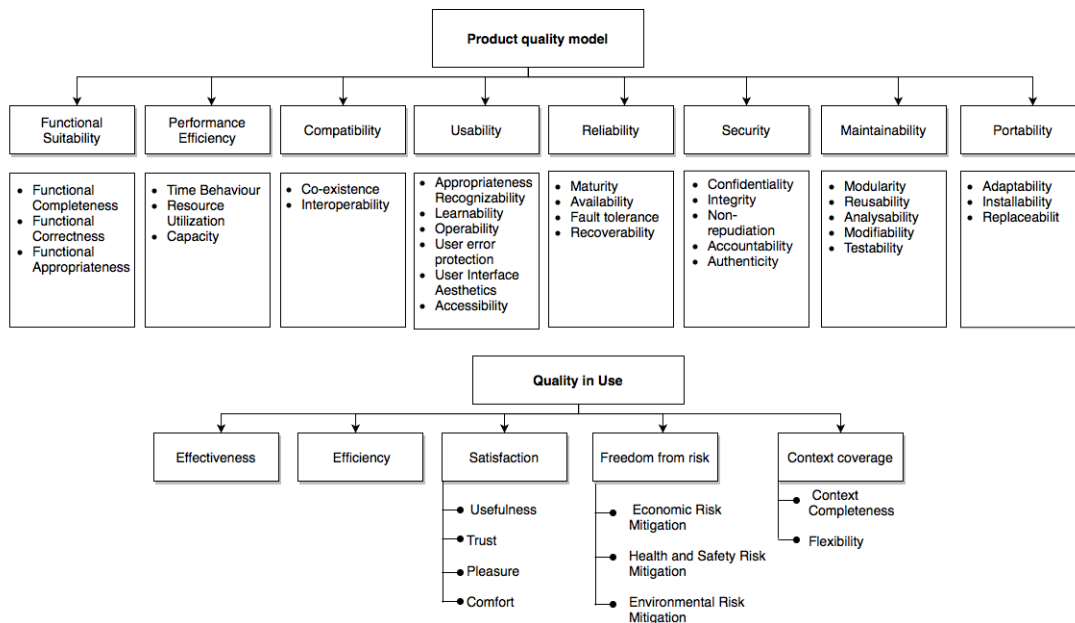 Product quality model
Functional
Suitability
Performance
Efficiency
Compatibility
Usability
Reliability
Security
Maintainability
Portability
Functional
Completeness
Functional
Correctness
Functional
Appropriateness
Time Behaviour
Resource
Utilization
Capacity
Co-existence
Interoperability
Appropriateness
Recognizability
Learnability
Operability
User error
protection
User Interface
Aesthetics
Accessibility
Maturity
Availability
Fault tolerance
Recoverability
Confidentiality
Integrity
Non-
repudiation
Accountability
Authenticity
Modularity
Reusability
Analysability
Modifiability
Testability
Adaptability
Installability
Replaceabilit
Quality in Use
Effectiveness
Efficiency
Satisfaction
Freedom from risk
Context coverage
Usefulness
Trust
Pleasure
Comfort
Economic Risk
Mitigation
Health and Safety Risk
Mitigation
Environmental Risk
Mitigation
Context
Completeness
Flexibility